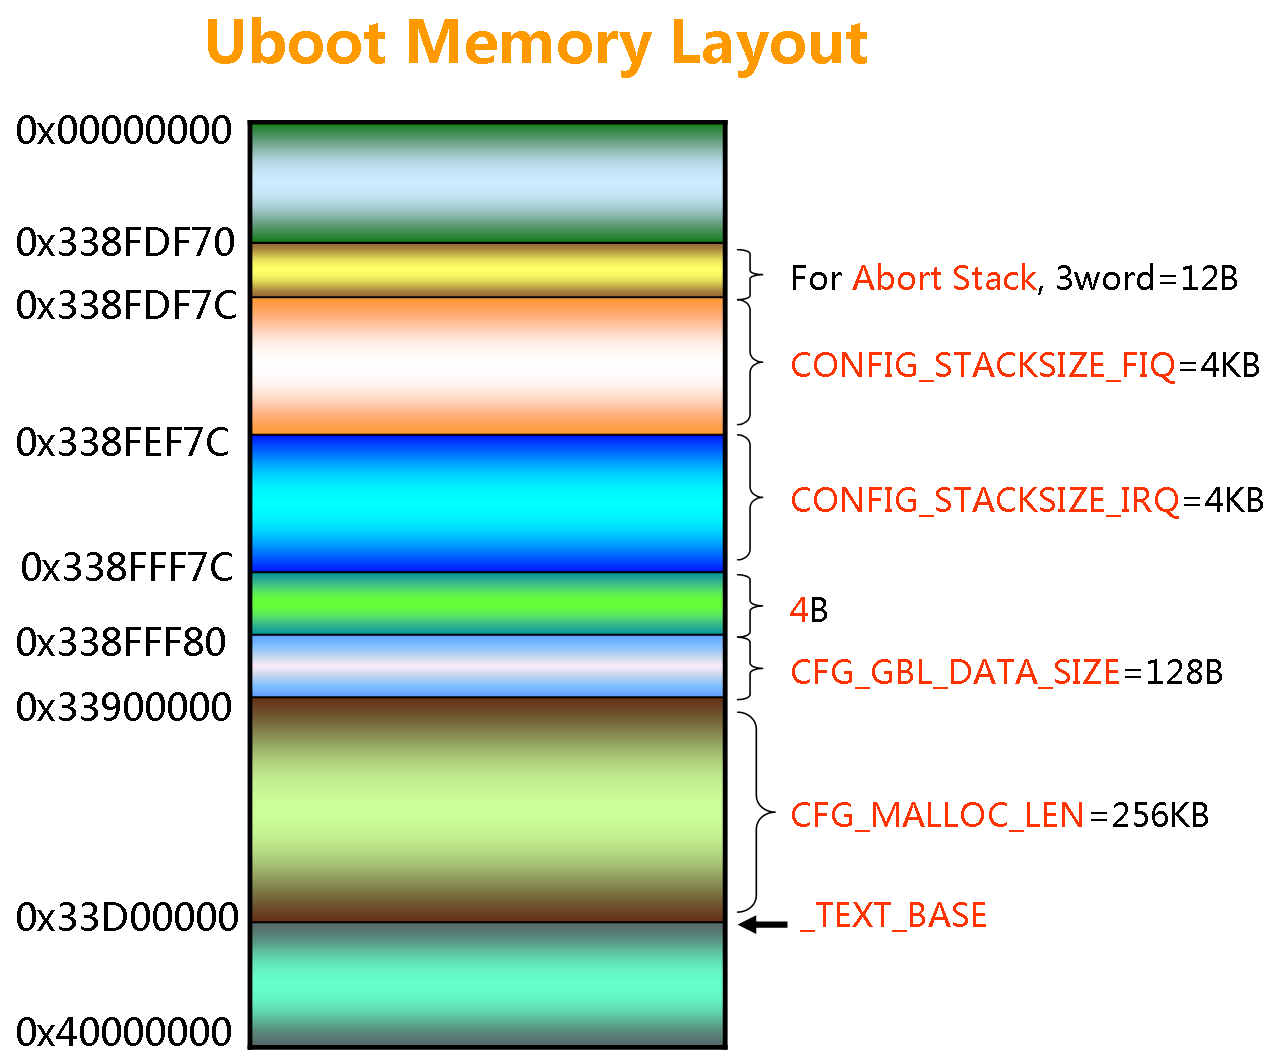 Uboot Memory Layout
0x00000000
0x338FDF70
For Abort Stack, 3word=12B
0x338FDF7C
CONFIG_STACKSIZE_FIQ=4KB
0x338FEF7C
CONFIG_STACKSIZE_IRQ=4KB
0x338FFF7C
4B
0x338FFF80
CFG_GBL_DATA_SIZE=128B
0x33900000
CFG_MALLOC_LEN=256KB
0x33D00000
_TEXT_BASE
0x40000000